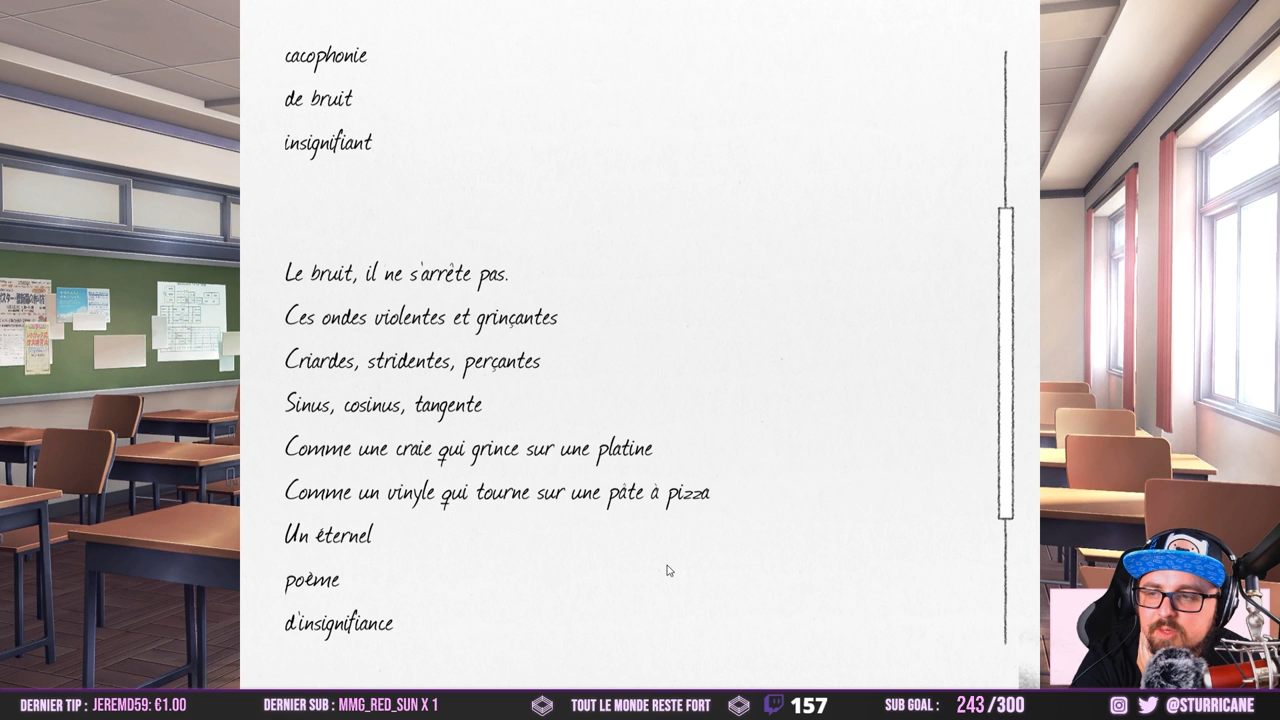 cacophonie
de bruit
insignifiant
Le bruit, il ne s'arrête pas.
Ces ondes violentes et grinçantes
Criardes, stridentes, perçantes
Sinus, cosinus, tangente
Comme une craie qui grince sur une platine
Comme un vinyle qui tourne sur une pâte à pizza
Un éternel
poème
d'insignifiance
DERNIER TIP : JEREMD59: €1.00
DERNIER SUB : MMG_RED_SUN X 1
TOUT LE MONDE RESTE FORT
157
SUB GOAL : 243/300
@STURRICANE